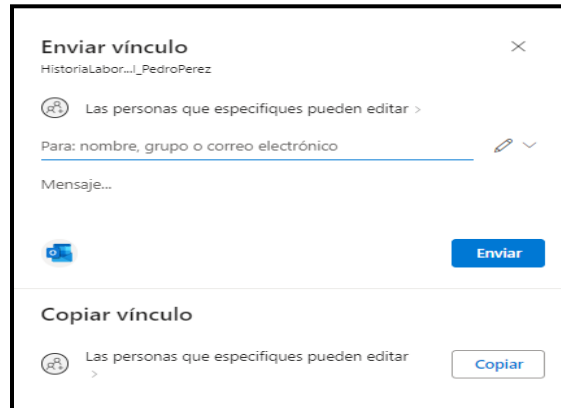 Enviar vínculo
HistoriaLabor...l_PedroPerez
Las personas que especifiques pueden editar >
Para: nombre, grupo o correo electrónico
Mensaje...
Enviar
Copiar vínculo
Las personas que especifiques pueden editar
>
Copiar